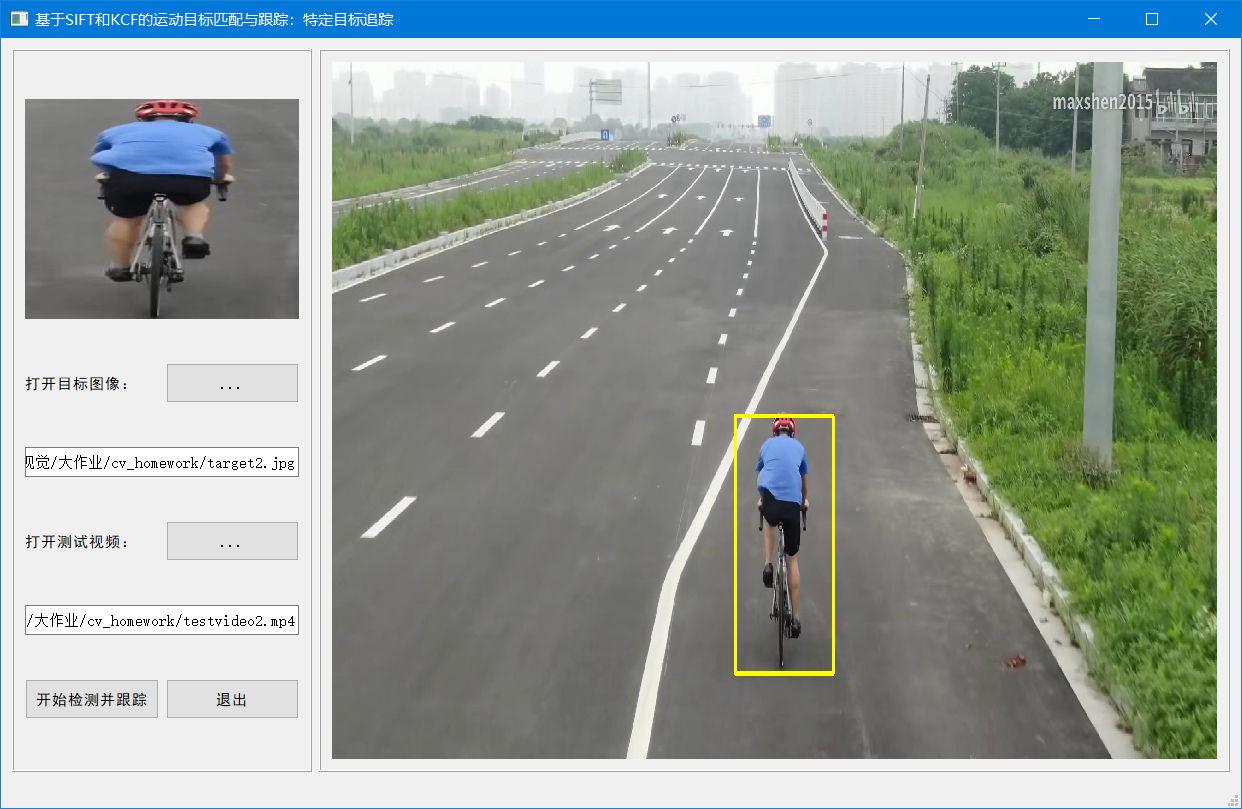 基于SIFT和KCF的运动目标匹配与跟踪：特定目标追踪
maxshen2015
打开目标图像：
...
视觉/大作业/cv_homework/target2.jpg
打开测试视频：
...
/大作业/cv_homework/testvideo2.mp4
开始检测并跟踪
退出